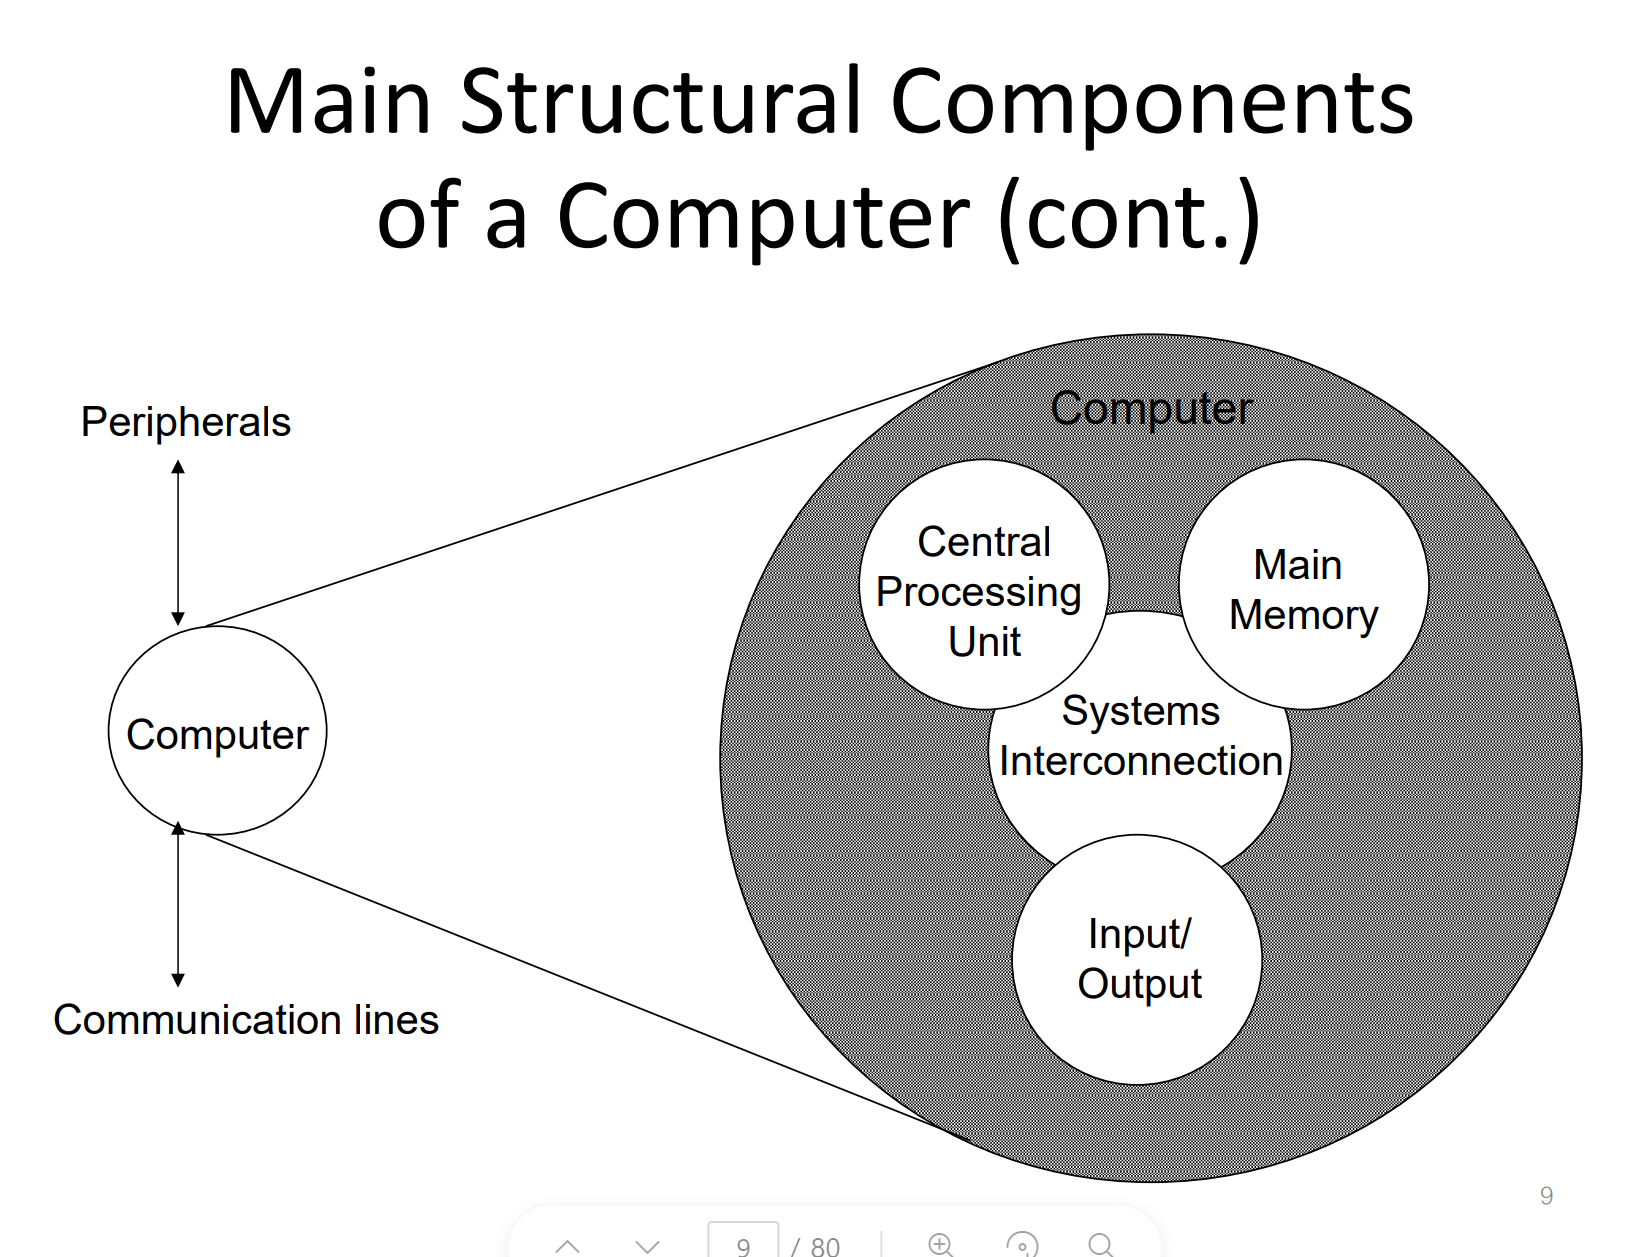 Main Structural Components
of a Computer (cont.)
Peripherals
Computer
Communication lines
Computer
Central
Processing
Unit
Main
Memory
Systems
Interconnection
Input/
Output
9
9 / 80